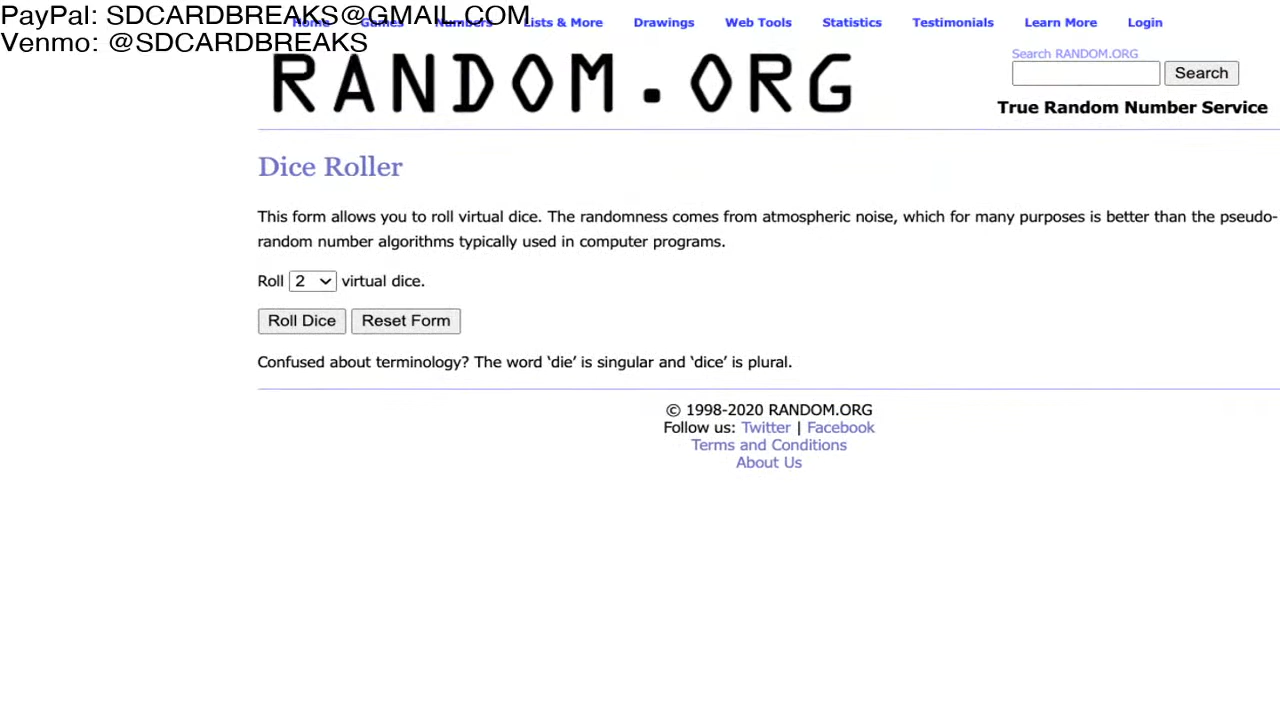 PayPal: SDCARDBREAKS@GMAIL.COM
Venmo: @SDCARDBREAKS
Home Games Numbers Lists & More Drawings Web Tools Statistics Testimonials Learn More Login
RANDOM.ORG
Search RANDOM.ORG
Search
True Random Number Service
Dice Roller
This form allows you to roll virtual dice. The randomness comes from atmospheric noise, which for many purposes is better than the pseudo-
random number algorithms typically used in computer programs.
Roll 2 virtual dice.
Roll Dice Reset Form
Confused about terminology? The word ‘die’ is singular and ‘dice’ is plural.
© 1998-2020 RANDOM.ORG
Follow us: Twitter | Facebook
Terms and Conditions
About Us